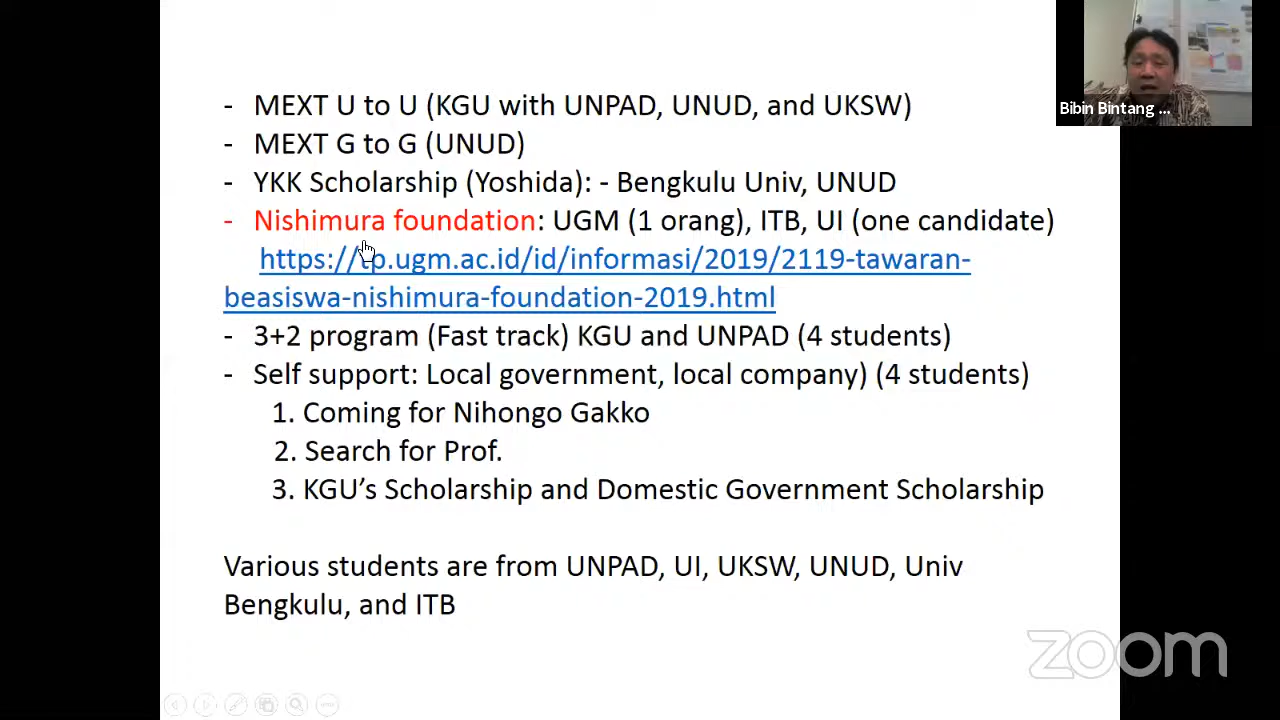 - MEXT U to U (KGU with UNPAD, UNUD, and UKSW)
- MEXT G to G (UNUD)
- YKK Scholarship (Yoshida): - Bengkulu Univ, UNUD
- Nishimura foundation: UGM (1 orang), ITB, UI (one candidate)
https://tp.ugm.ac.id/id/informasi/2019/2119-tawaran-
beasiswa-nishimura-foundation-2019.html
- 3+2 program (Fast track) KGU and UNPAD (4 students)
- Self support: Local government, local company) (4 students)
1. Coming for Nihongo Gakko
2. Search for Prof.
3. KGU’s Scholarship and Domestic Government Scholarship
Various students are from UNPAD, UI, UKSW, UNUD, Univ
Bengkulu, and ITB
Bibin Bintang ...
zoom